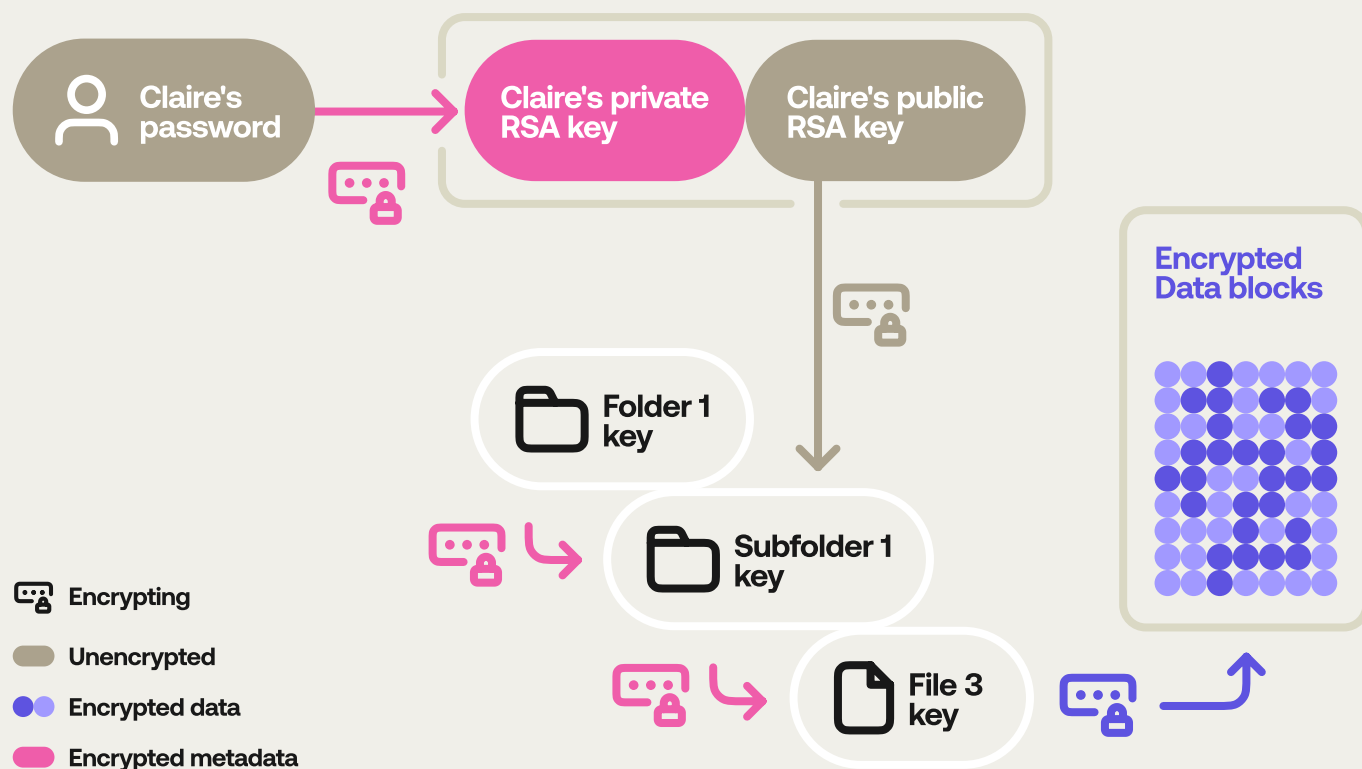 Claire's
password
Claire's private
RSA key
Claire's public
RSA key
Encrypted
Data blocks
Folder 1
key
Subfolder 1
key
File 3
key
Encrypting
Unencrypted
Encrypted data
Encrypted metadata